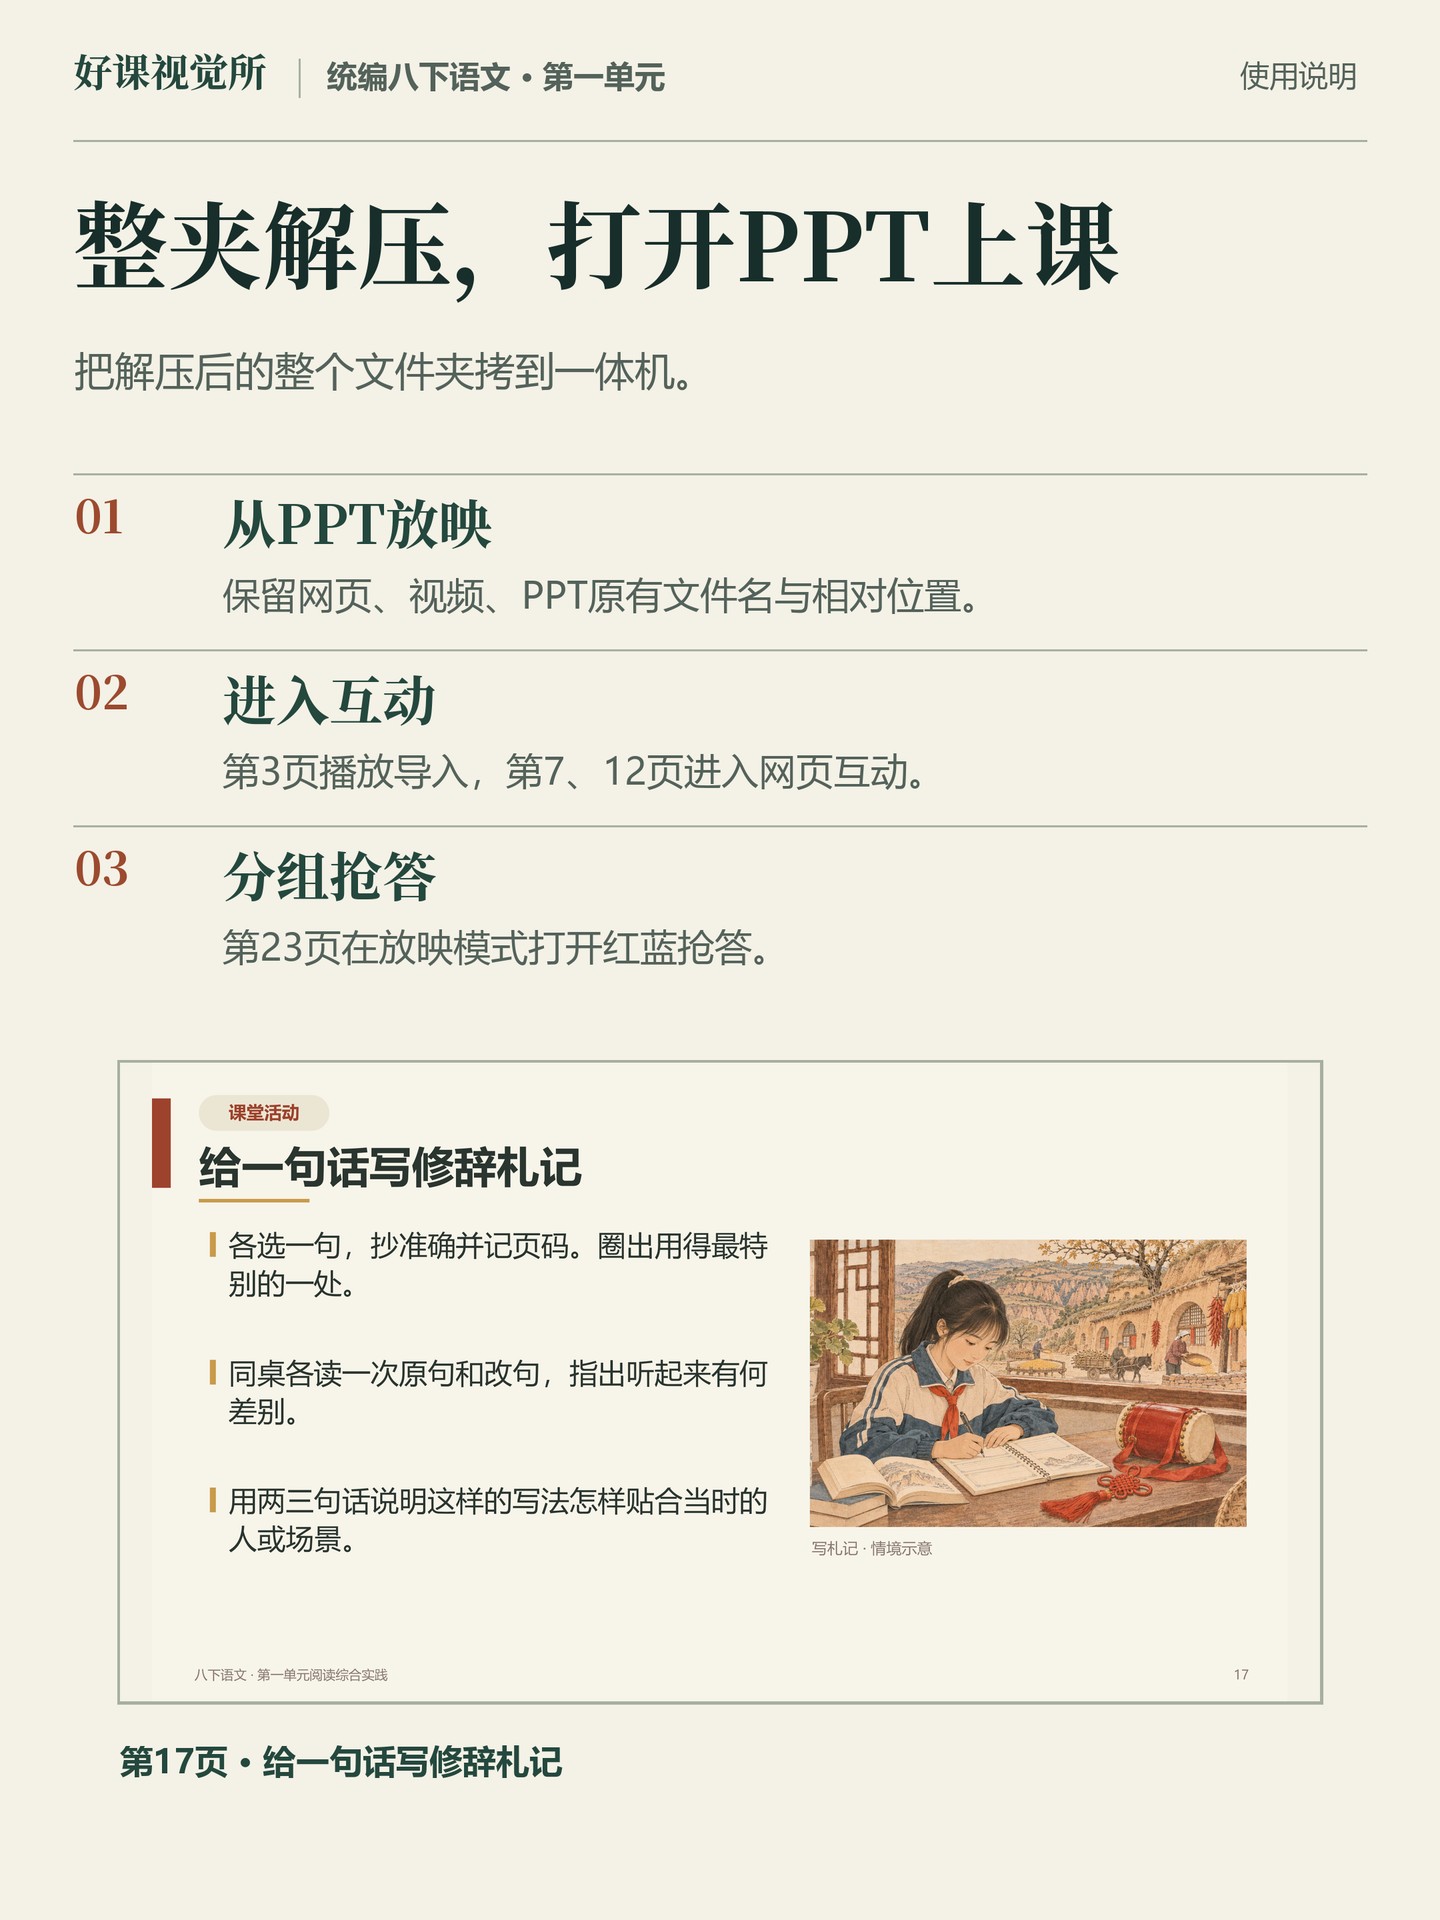 好课视觉所
统编八下语文·第一单元
使用说明
整夹解压，打开PPT上课
把解压后的整个文件夹拷到一体机。
01
从PPT放映
保留网页、视频、PPT原有文件名与相对位置。
02
进入互动
第3页播放导入，第7、12页进入网页互动。
03
分组抢答
第23页在放映模式打开红蓝抢答。
课堂活动
给一句话写修辞札记
各选一句，抄准确并记页码。圈出用得最特
别的一处。
同桌各读一次原句和改句，指出听起来有何
差别。
用两三句话说明这样的写法怎样贴合当时的
人或场景。
写札记·情境示意
八下语文·第一单元阅读综合实践
17
第17页·给一句话写修辞札记